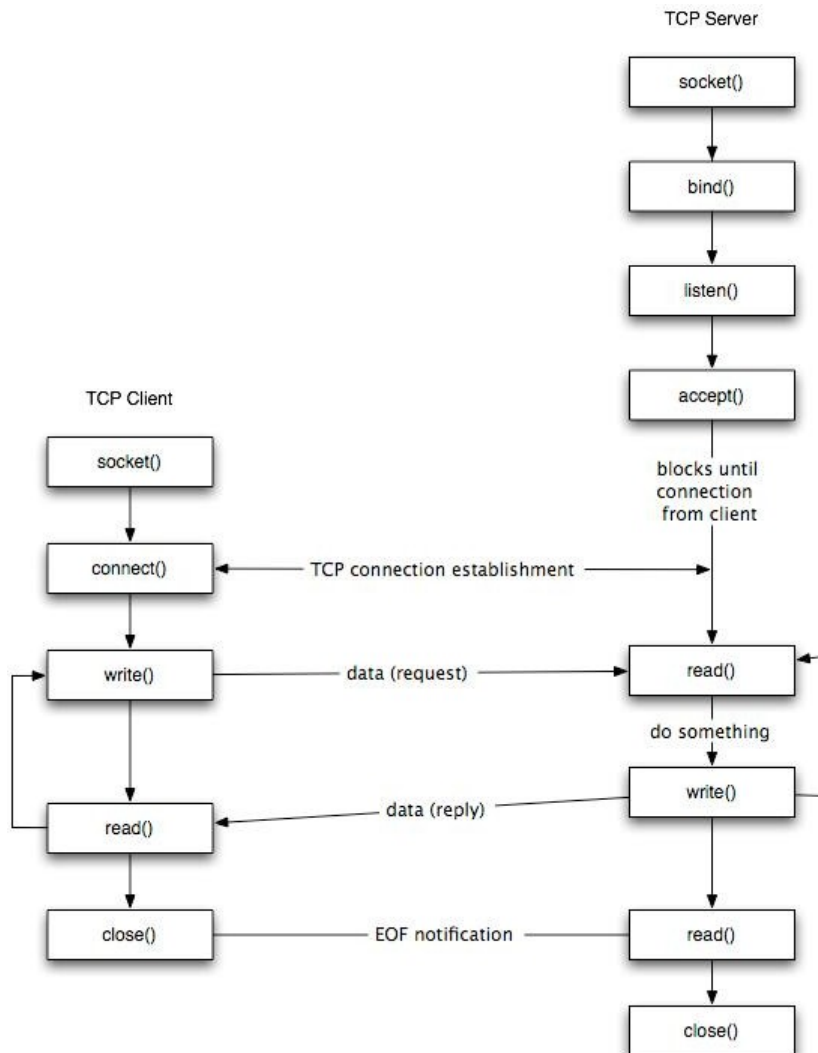 TCP Server
socket()
bind()
listen()
accept()
TCP Client
socket()
blocks until
connection
from client
connect()
TCP connection establishment
write()
data (request)
read()
do something
write()
data (reply)
read()
close()
EOF notification
read()
close()